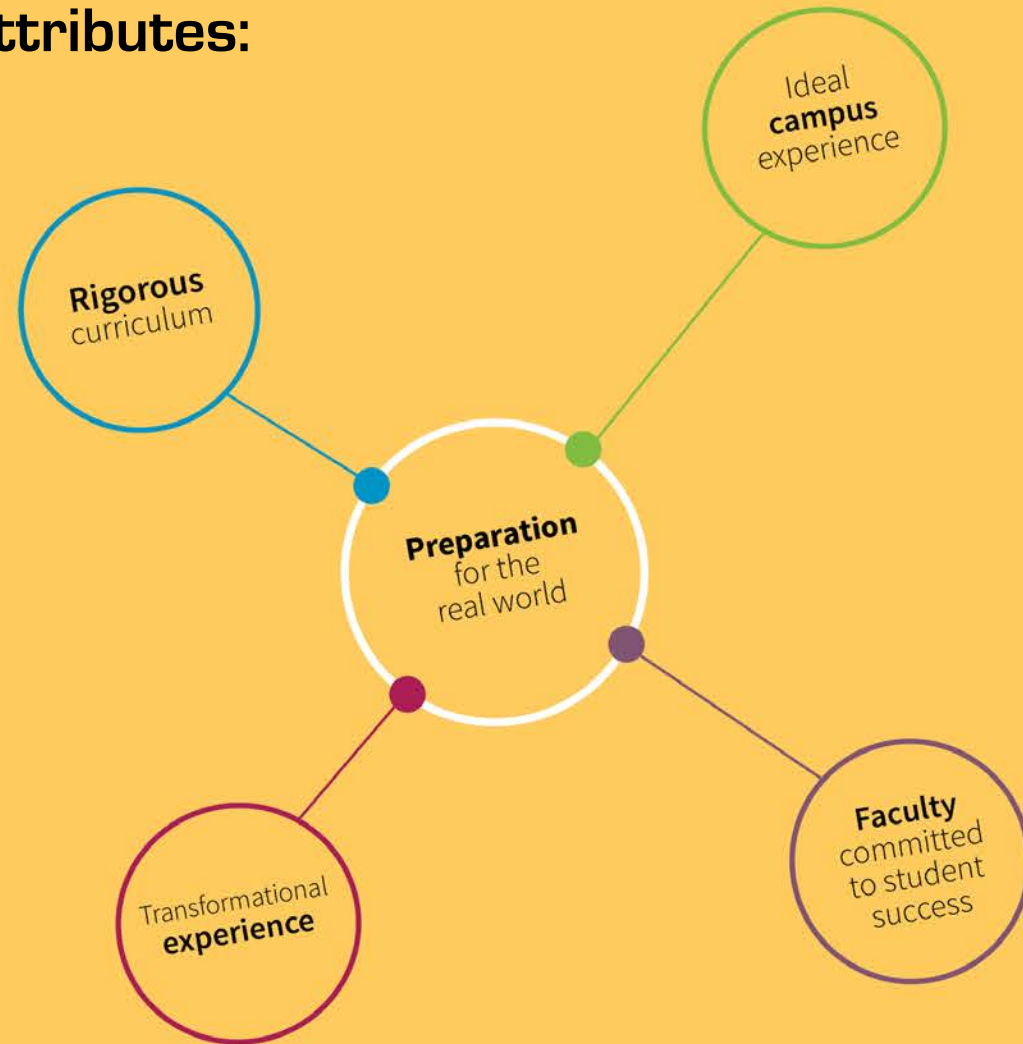 ttributes:
Ideal
campus
experience
Rigorous
curriculum
Preparation
for the
real world
Transformational
experience
Faculty
committed
to student
success